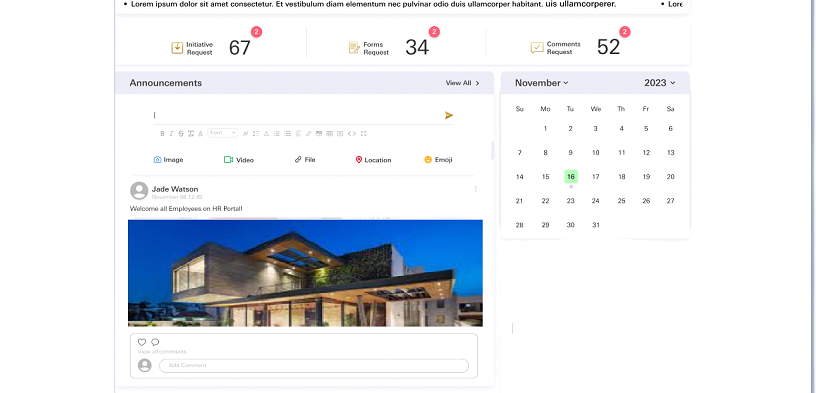 • Lorem ipsum dolor sit amet consectetur. Et vestibulum diam elementum nec pulvinar odio duis ullamcorper habitant. uis ullamcorperer. • Lore
Initiative Request 67 2
Forms Request 34 2
Comments Request 52 2
Announcements View All
B I S A Font
Image Video File Location Emoji
Jade Watson
November 08 12:49
Welcome all Employees on HR Portal!
Show all comments
Add Comment
November 2023
Su Mo Tu We Th Fr Sa
1 2 3 4 5 6
7 8 9 10 11 12 13
14 15 16 17 18 19 20
21 22 23 24 25 26 27
28 29 30 31